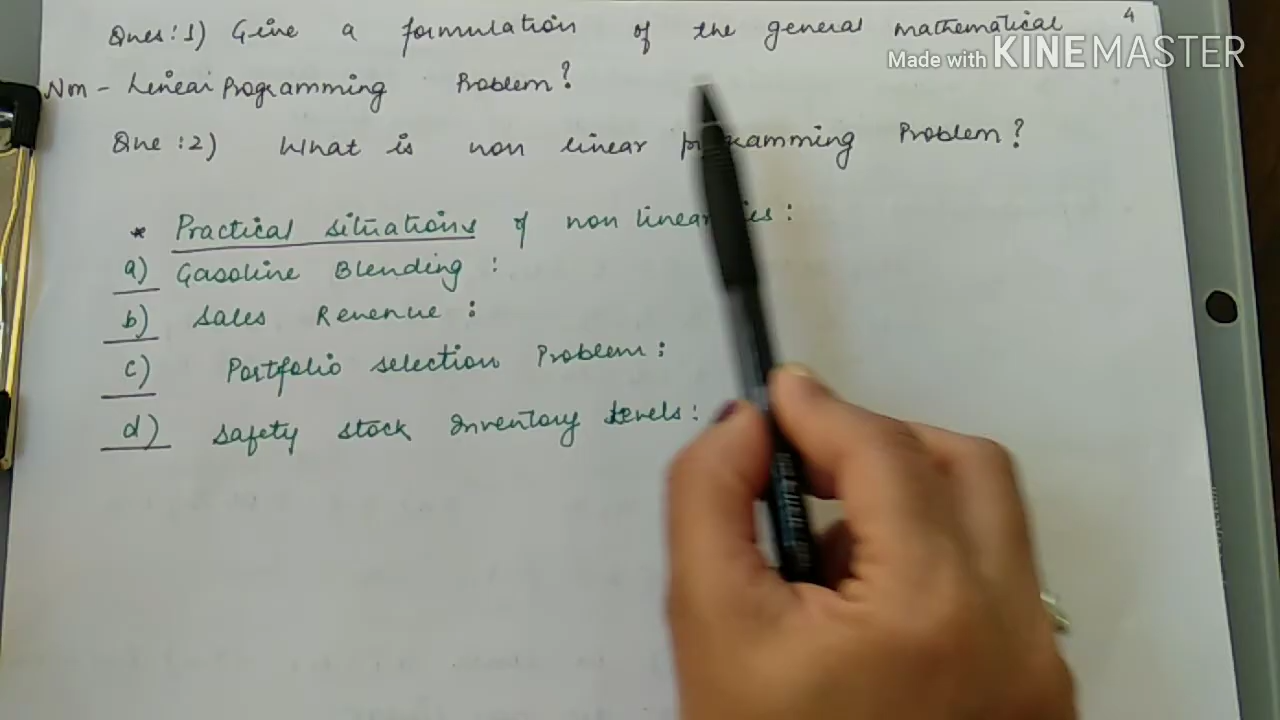 4
Ques:1) Give a formulation of the general mathematical
Made with KINEMASTER
Non - Linear Programming Problem?
Que:2) What is non linear programming Problem?
* Practical situations of non linearities:
a) Gasoline Blending:
b) Sales Revenue:
c) Portfolio selection Problem:
d) Safety stock Inventory Levels: